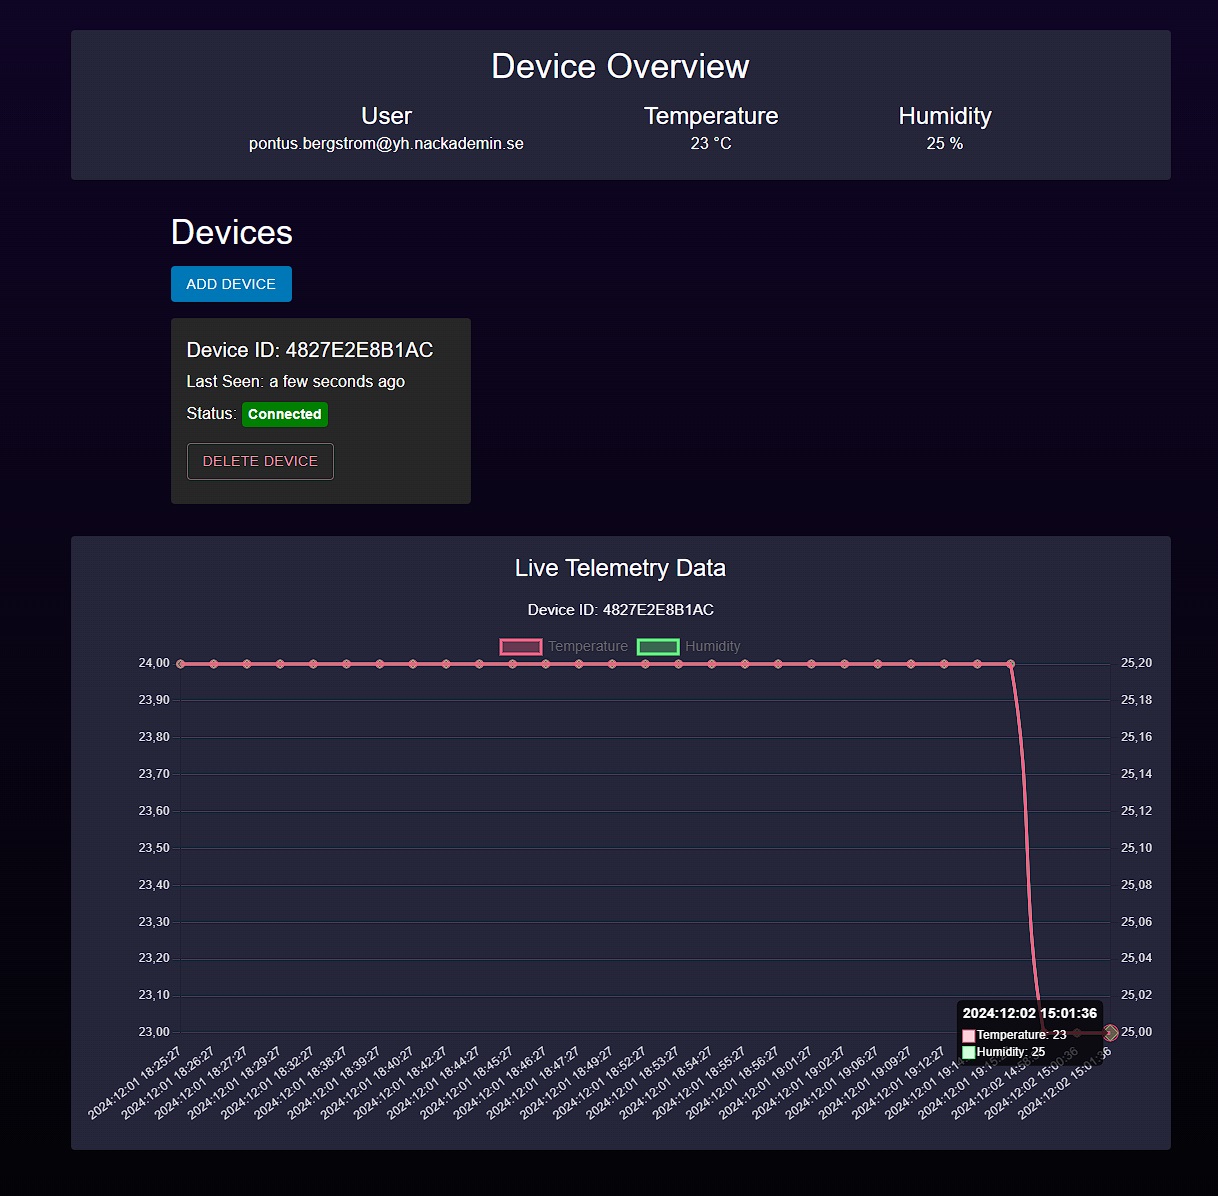 Device Overview
User
Temperature
Humidity
pontus.bergstrom@yh.nackademin.se
23 °C
25 %
Devices
ADD DEVICE
Device ID: 4827E2E8B1AC
Last Seen: a few seconds ago
Status: Connected
DELETE DEVICE
Live Telemetry Data
Device ID: 4827E2E8B1AC
Temperature
Humidity
24,00
23,90
23,80
23,70
23,60
23,50
23,40
23,30
23,20
23,10
23,00
25,20
25,18
25,16
25,14
25,12
25,10
25,08
25,06
25,04
25,02
25,00
2024:12:02 15:01:36
Temperature: 23
Humidity: 25
2024:12:01 18:25:27
2024:12:01 18:26:27
2024:12:01 18:27:27
2024:12:01 18:29:27
2024:12:01 18:32:27
2024:12:01 18:38:27
2024:12:01 18:39:27
2024:12:01 18:40:27
2024:12:01 18:42:27
2024:12:01 18:44:27
2024:12:01 18:45:27
2024:12:01 18:46:27
2024:12:01 18:47:27
2024:12:01 18:49:27
2024:12:01 18:52:27
2024:12:01 18:53:27
2024:12:01 18:54:27
2024:12:01 18:55:27
2024:12:01 18:56:27
2024:12:01 19:01:27
2024:12:01 19:02:27
2024:12:01 19:06:27
2024:12:01 19:09:27
2024:12:01 19:12:27
2024:12:01
2024:12:01
2024:12:02
2024:12:02 15:00:36
2024:12:02 15:01:36